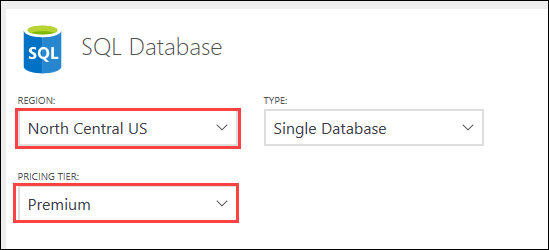 SQL
SQL Database
REGION:
TYPE:
North Central US
Single Database
PRICING TIER:
Premium